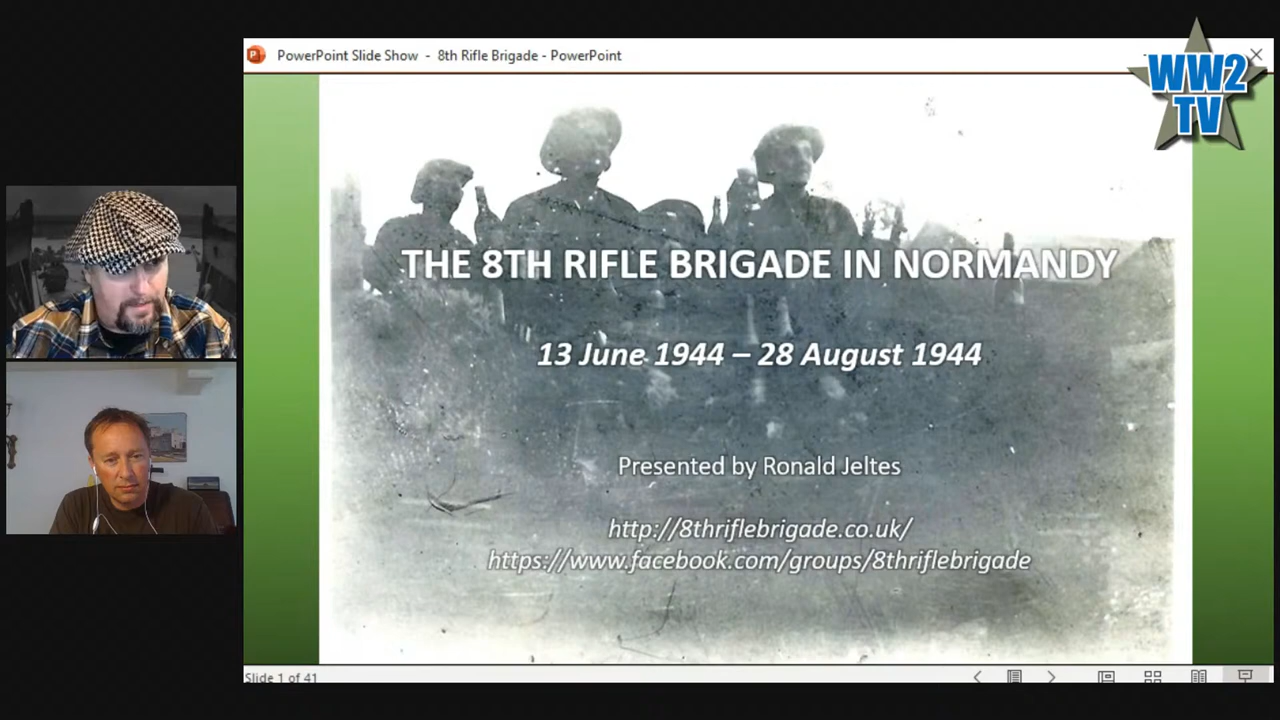 PowerPoint Slide Show - 8th Rifle Brigade - PowerPoint
WW2
TV
THE 8TH RIFLE BRIGADE IN NORMANDY
13 June 1944 – 28 August 1944
Presented by Ronald Jeltes
http://8thriflebrigade.co.uk/
https://www.facebook.com/groups/8thriflebrigade
Slide 1 of 41